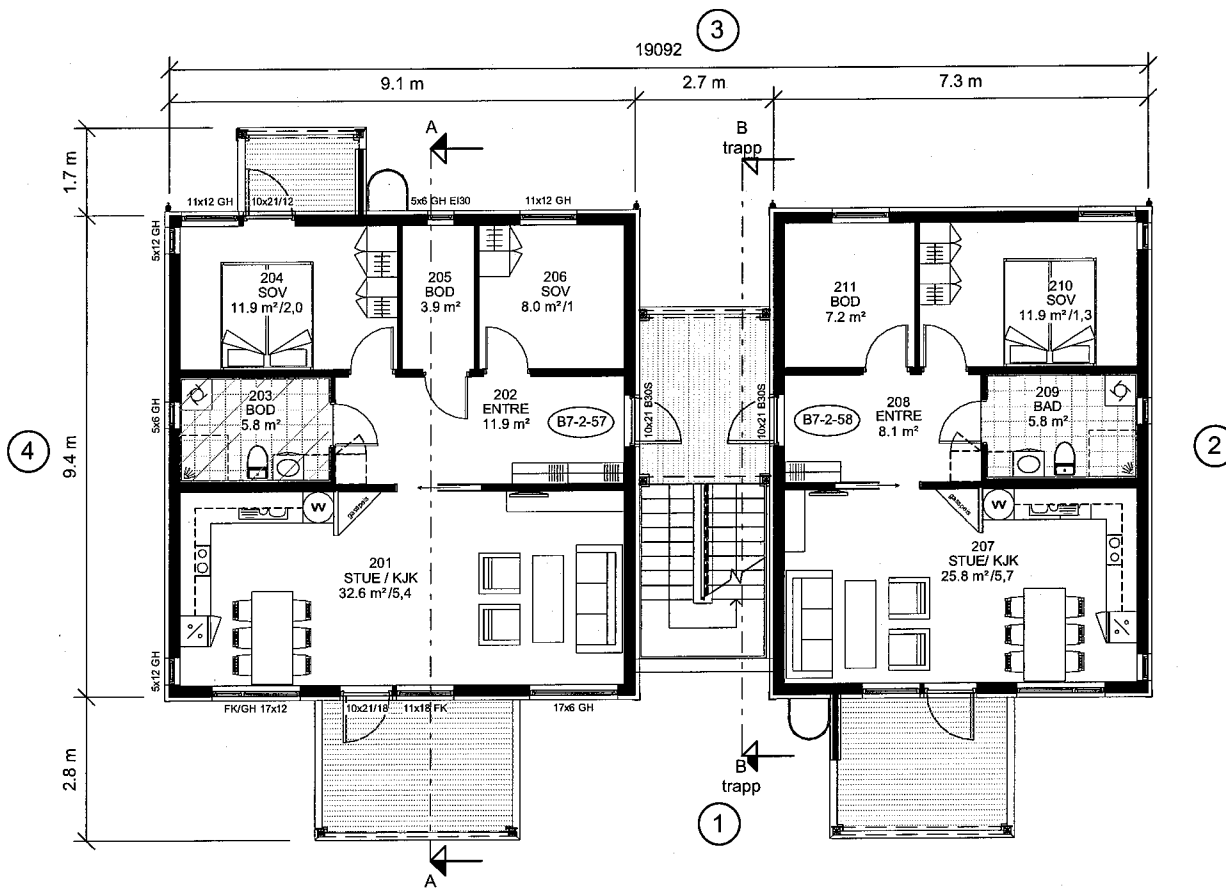 3
19092
9.1 m
2.7 m
7.3 m
A
B
trapp
1.7 m
11x12 GH
10x21/12
5x6 GH EI30
11x12 GH
5x12 GH
204
SOV
11.9 m²/2,0
205
BOD
3.9 m²
206
SOV
8.0 m²/1
211
BOD
7.2 m²
210
SOV
11.9 m²/1,3
203
BOD
5.8 m²
5x6 GH
202
ENTRE
11.9 m²
B7-2-57
10x21 B30S
10x21 B30S
B7-2-58
208
ENTRE
8.1 m²
209
BAD
5.8 m²
4
9.4 m
2
VV
gasspeis
gasspeis
VV
201
STUE / KJK
32.6 m²/5,4
207
STUE/ KJK
25.8 m²/5,7
5x12 GH
FK/GH 17x12
10x21/18
11x18 FK
17x6 GH
2.8 m
B
trapp
1
A